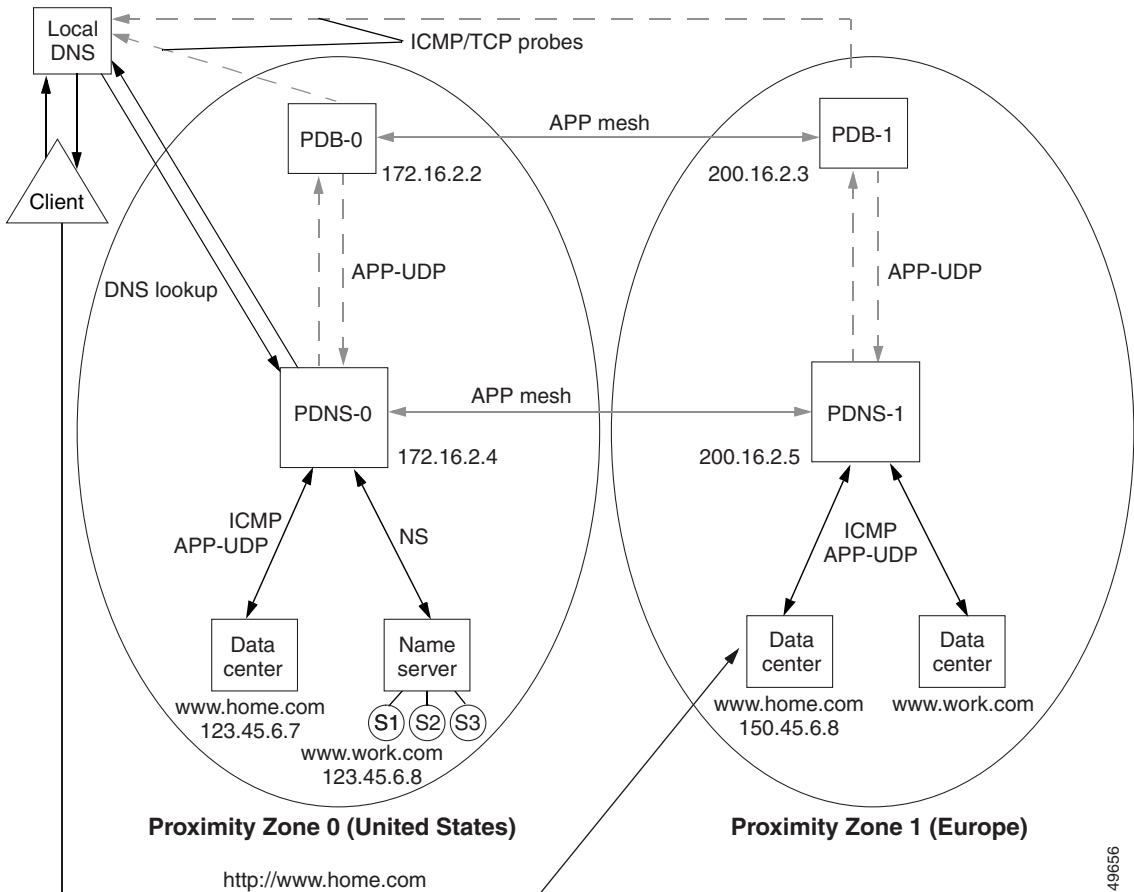 Local
DNS
ICMP/TCP probes
PDB-0
APP mesh
PDB-1
172.16.2.2
200.16.2.3
Client
APP-UDP
APP-UDP
DNS lookup
PDNS-0
APP mesh
PDNS-1
172.16.2.4
200.16.2.5
ICMP
APP-UDP
NS
ICMP
APP-UDP
Data
center
Name
server
Data
center
Data
center
www.home.com
123.45.6.7
S1
S2
S3
www.work.com
123.45.6.8
www.home.com
150.45.6.8
www.work.com
Proximity Zone 0 (United States)
Proximity Zone 1 (Europe)
http://www.home.com
49656